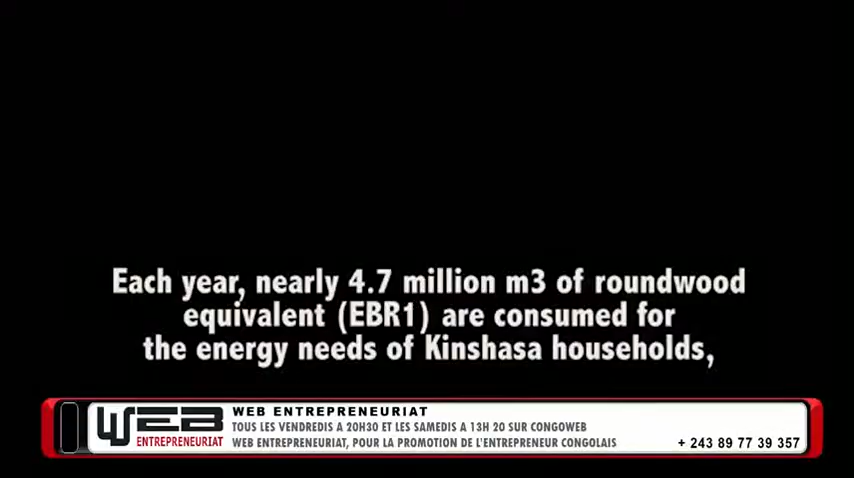 Each year, nearly 4.7 million m3 of roundwood
equivalent (EBR1) are consumed for
the energy needs of Kinshasa households,
WEB
ENTREPRENEURIAT
WEB ENTREPRENEURIAT
TOUS LES VENDREDIS A 20H30 ET LES SAMEDIS A 13H 20 SUR CONGOWEB
WEB ENTREPRENEURIAT, POUR LA PROMOTION DE L'ENTREPRENEUR CONGOLAIS
+ 243 89 77 39 357